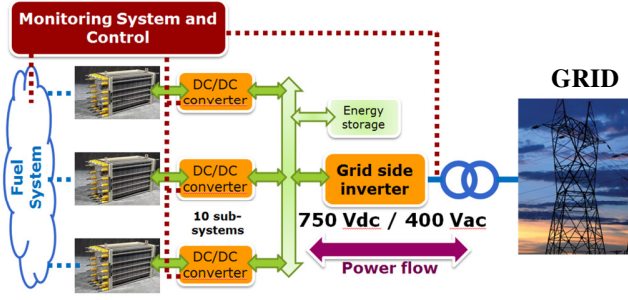 Monitoring System and
Control
GRID
DC/DC
converter
Energy
storage
Fuel
System
DC/DC
converter
Grid side
inverter
10 sub-
systems
750 Vdc / 400 Vac
DC/DC
converter
Power flow